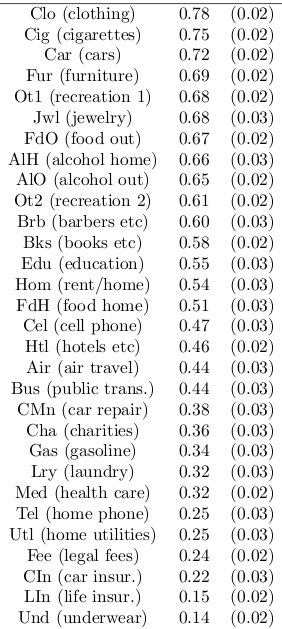 Clo (clothing) 0.78 (0.02)
Cig (cigarettes) 0.75 (0.02)
Car (cars) 0.72 (0.02)
Fur (furniture) 0.69 (0.02)
Ot1 (recreation 1) 0.68 (0.02)
Jwl (jewelry) 0.68 (0.03)
FdO (food out) 0.67 (0.02)
AlH (alcohol home) 0.66 (0.03)
AlO (alcohol out) 0.65 (0.02)
Ot2 (recreation 2) 0.61 (0.02)
Brb (barbers etc) 0.60 (0.03)
Bks (books etc) 0.58 (0.02)
Edu (education) 0.55 (0.03)
Hom (rent/home) 0.54 (0.03)
FdH (food home) 0.51 (0.03)
Cel (cell phone) 0.47 (0.03)
Htl (hotels etc) 0.46 (0.02)
Air (air travel) 0.44 (0.03)
Bus (public trans.) 0.44 (0.03)
CMn (car repair) 0.38 (0.03)
Cha (charities) 0.36 (0.03)
Gas (gasoline) 0.34 (0.03)
Lry (laundry) 0.32 (0.03)
Med (health care) 0.32 (0.02)
Tel (home phone) 0.25 (0.03)
Utl (home utilities) 0.25 (0.03)
Fee (legal fees) 0.24 (0.02)
CIn (car insur.) 0.22 (0.03)
LIn (life insur.) 0.15 (0.02)
Und (underwear) 0.14 (0.02)